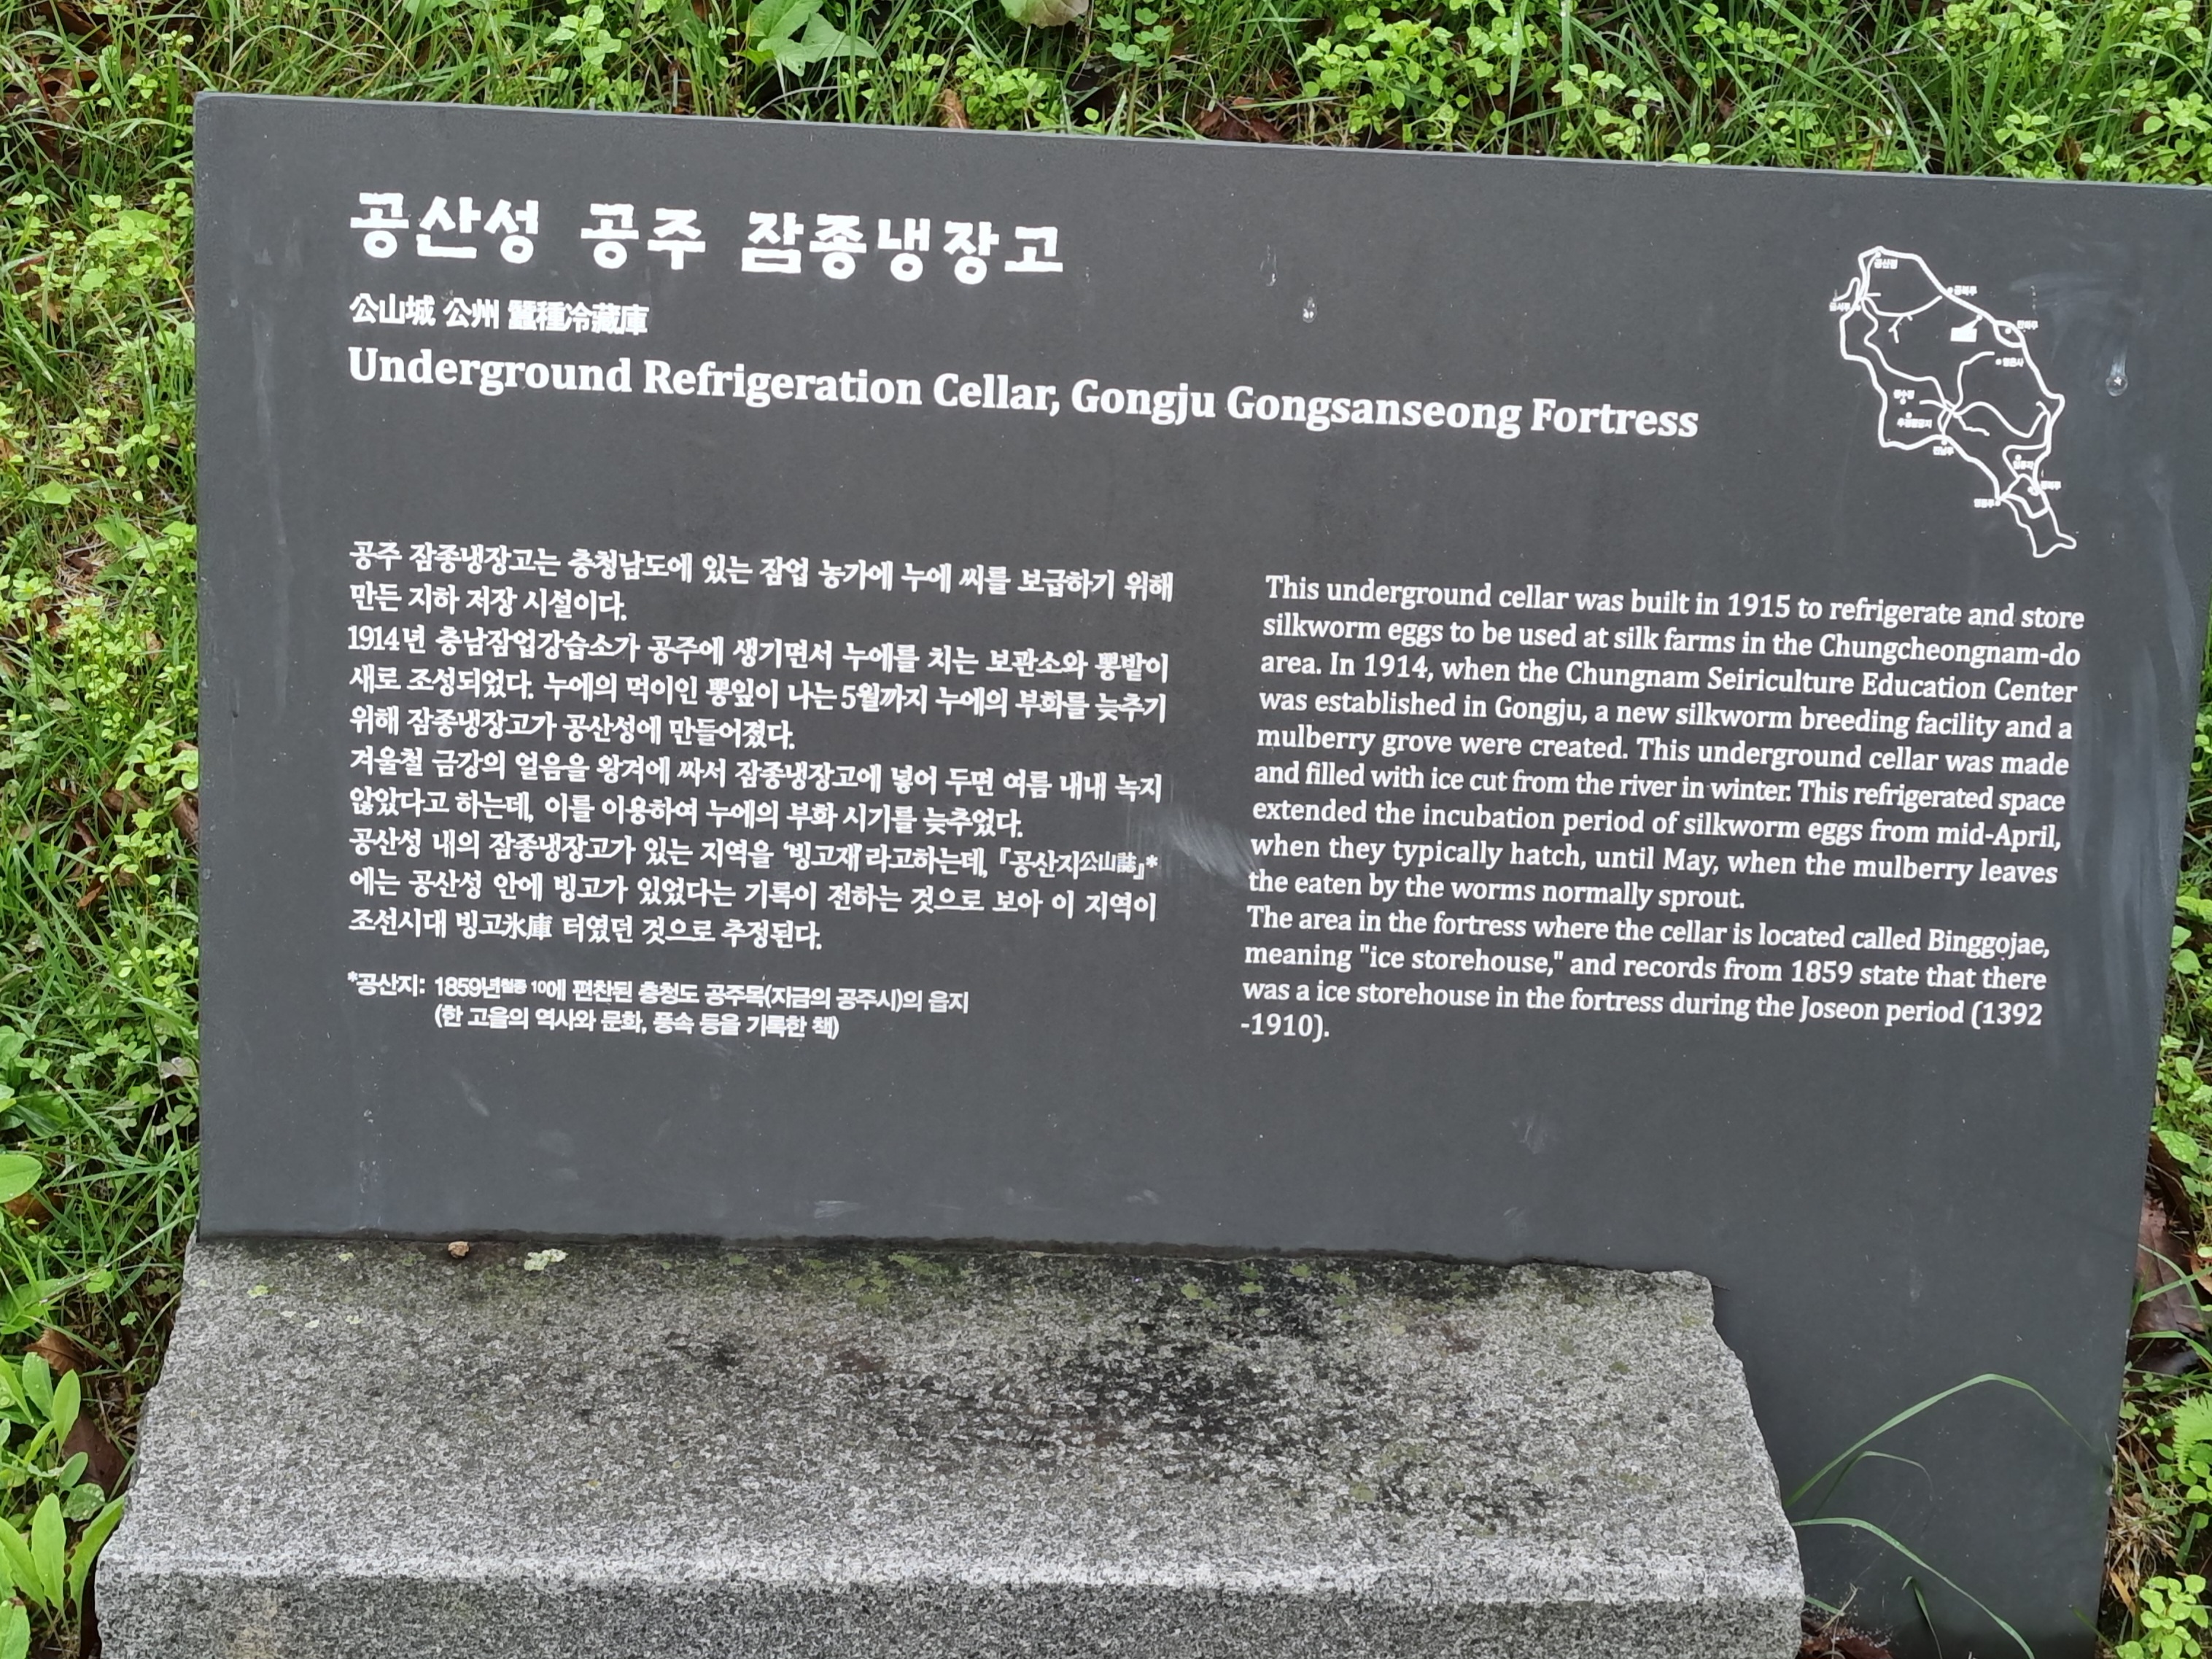 공산성 공주 잠종냉장고
公山城 公州 蠶種冷藏庫
Underground Refrigeration Cellar, Gongju Gongsanseong Fortress
공주 잠종냉장고는 충청남도에 있는 잠업 농가에 누에 씨를 보급하기 위해
만든 지하 저장 시설이다.
1914년 충남잠업강습소가 공주에 생기면서 누에를 치는 보관소와 뽕밭이
새로 조성되었다. 누에의 먹이인 뽕잎이 나는 5월까지 누에의 부화를 늦추기
위해 잠종냉장고가 공산성에 만들어졌다.
겨울철 금강의 얼음을 왕겨에 싸서 잠종냉장고에 넣어 두면 여름 내내 녹지
않았다고 하는데, 이를 이용하여 누에의 부화 시기를 늦추었다.
공산성 내의 잠종냉장고가 있는 지역을 '빙고재'라고하는데, 『공산지公山誌』*
에는 공산성 안에 빙고가 있었다는 기록이 전하는 것으로 보아 이 지역이
조선시대 빙고氷庫 터였던 것으로 추정된다.
*공산지: 1859년철종 10에 편찬된 충청도 공주목(지금의 공주시)의 읍지
(한 고을의 역사와 문화, 풍속 등을 기록한 책)
This underground cellar was built in 1915 to refrigerate and store
silkworm eggs to be used at silk farms in the Chungcheongnam-do
area. In 1914, when the Chungnam Seiriculture Education Center
was established in Gongju, a new silkworm breeding facility and a
mulberry grove were created. This underground cellar was made
and filled with ice cut from the river in winter. This refrigerated space
extended the incubation period of silkworm eggs from mid-April,
when they typically hatch, until May, when the mulberry leaves
the eaten by the worms normally sprout.
The area in the fortress where the cellar is located called Binggojae,
meaning "ice storehouse," and records from 1859 state that there
was a ice storehouse in the fortress during the Joseon period (1392
-1910).
공산정
공북루